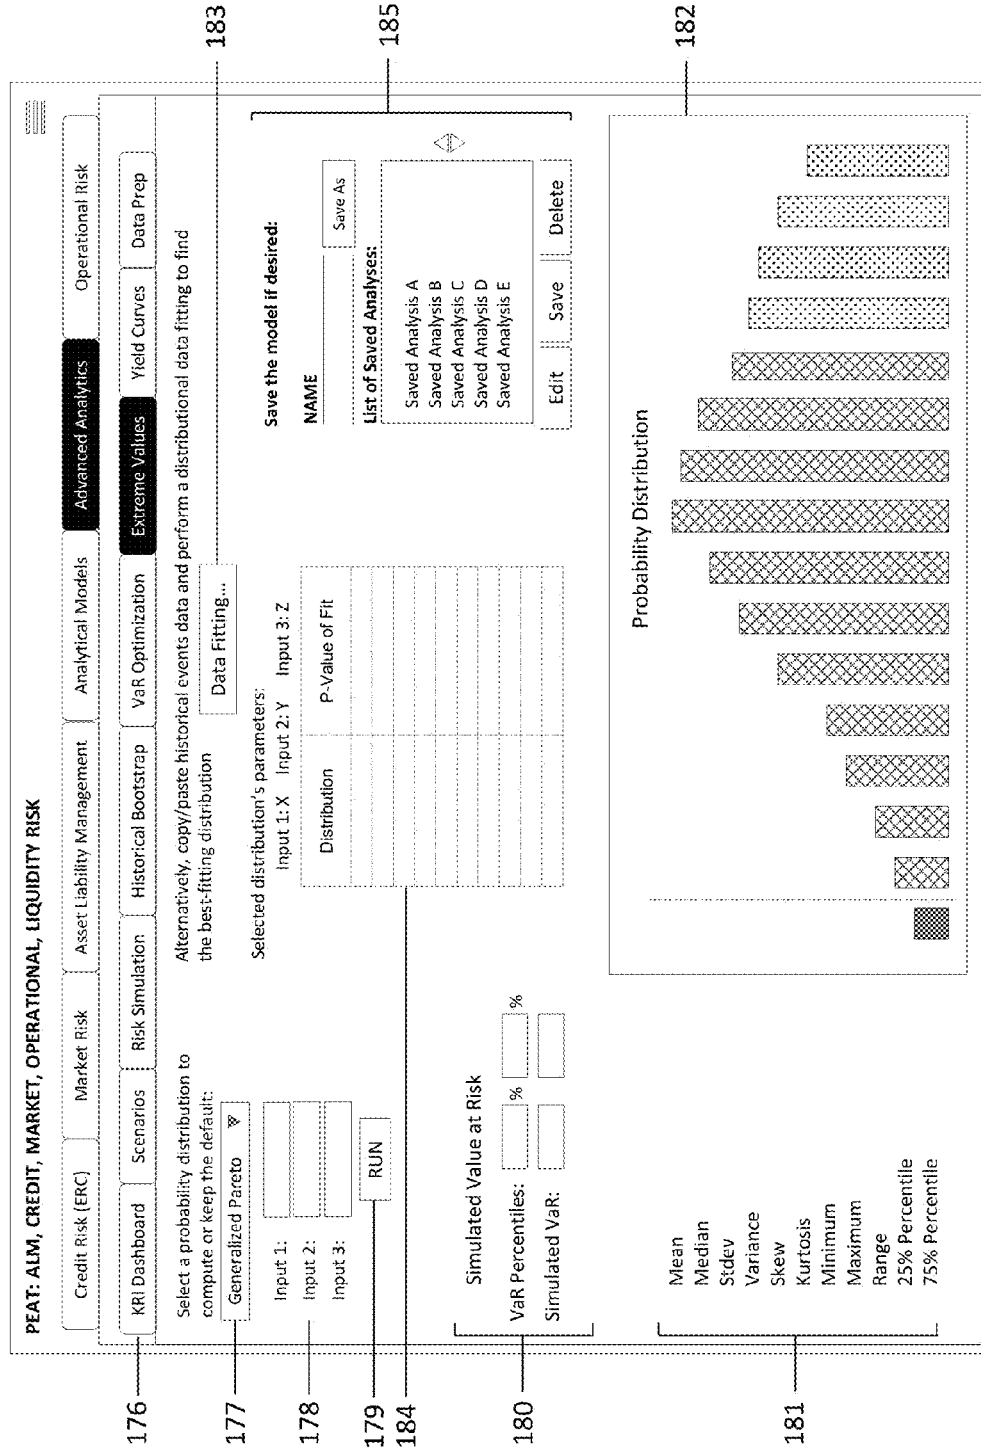 PEAT: ALM, CREDIT, MARKET, OPERATIONAL, LIQUIDITY RISK
Credit Risk (ERC) Market Risk Asset Liability Management Analytical Models Advanced Analytics Operational Risk
KRI Dashboard Scenarios Risk Simulation Historical Bootstrap VaR Optimization Extreme Values Yield Curves Data Prep
176
Select a probability distribution to
compute or keep the default:
Generalized Pareto
177
Input 1:
Input 2:
Input 3:
178
RUN
179
184
Alternatively, copy/paste historical events data and perform a distributional data fitting to find
the best-fitting distribution
Data Fitting...
183
Selected distribution's parameters:
Input 1: X Input 2: Y Input 3: Z
Distribution P-Value of Fit
Save the model if desired:
NAME
Save As
List of Saved Analyses:
Saved Analysis A
Saved Analysis B
Saved Analysis C
Saved Analysis D
Saved Analysis E
Edit Save Delete
185
Simulated Value at Risk
VaR Percentiles: % %
Simulated VaR:
180
Mean
Median
Stdev
Variance
Skew
Kurtosis
Minimum
Maximum
Range
25% Percentile
75% Percentile
181
Probability Distribution
182